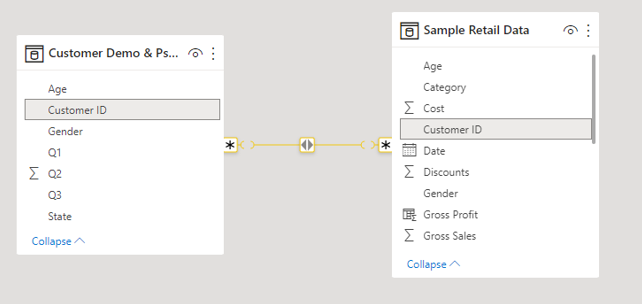 Customer Demo & Ps...
Age
Customer ID
Gender
Q1
Q2
Q3
State
Collapse
Sample Retail Data
Age
Category
Cost
Customer ID
Date
Discounts
Gender
Gross Profit
Gross Sales
Collapse